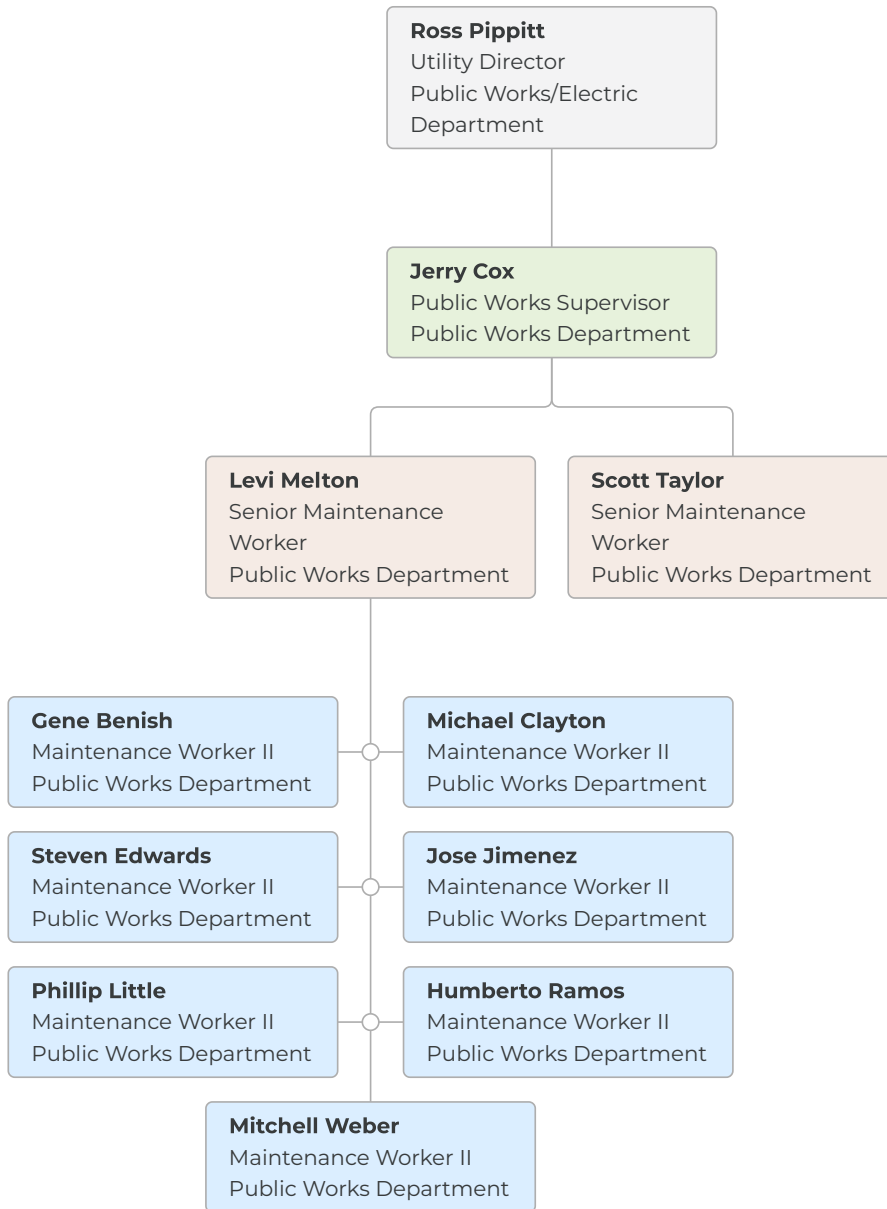 Ross Pippitt
Utility Director
Public Works/Electric
Department
Jerry Cox
Public Works Supervisor
Public Works Department
Levi Melton
Senior Maintenance
Worker
Public Works Department
Scott Taylor
Senior Maintenance
Worker
Public Works Department
Gene Benish
Maintenance Worker II
Public Works Department
Michael Clayton
Maintenance Worker II
Public Works Department
Steven Edwards
Maintenance Worker II
Public Works Department
Jose Jimenez
Maintenance Worker II
Public Works Department
Phillip Little
Maintenance Worker II
Public Works Department
Humberto Ramos
Maintenance Worker II
Public Works Department
Mitchell Weber
Maintenance Worker II
Public Works Department